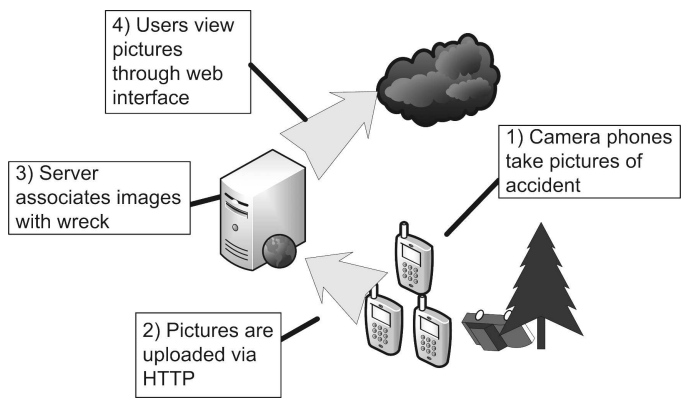 4) Users view
pictures
through web
interface
1) Camera phones
take pictures of
accident
3) Server
associates images
with wreck
2) Pictures are
uploaded via
HTTP